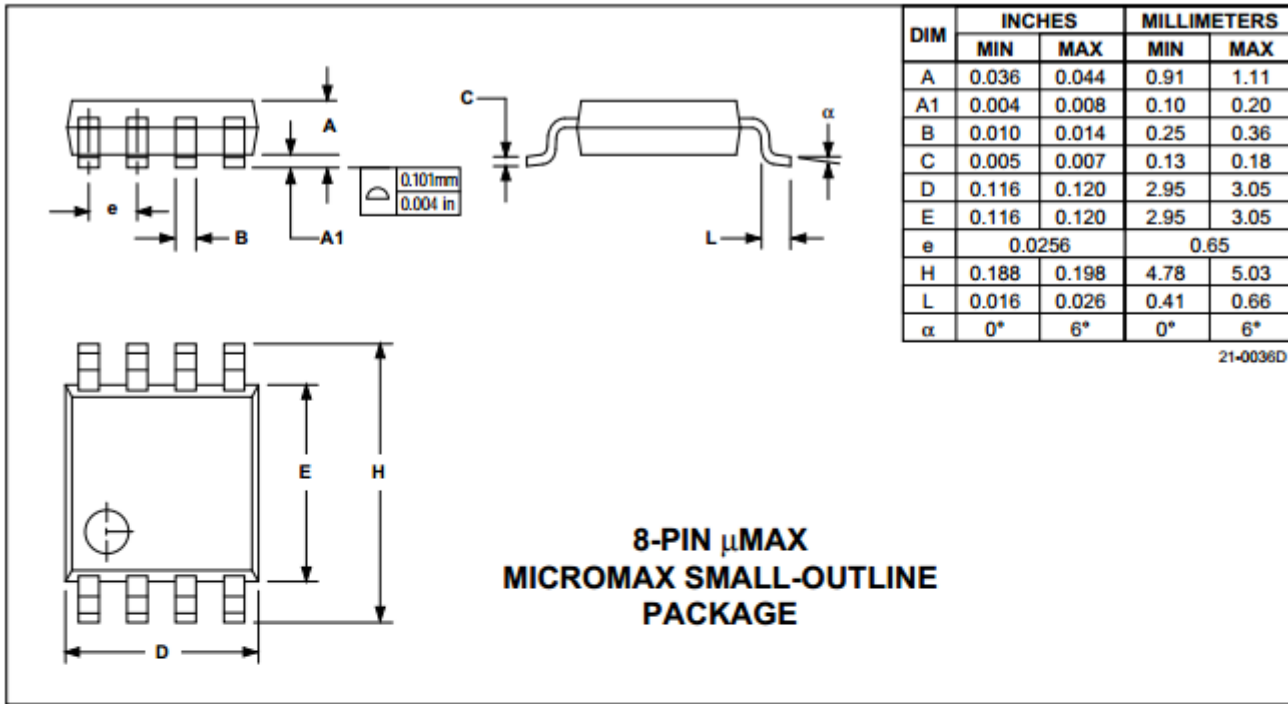 DIM INCHES MILLIMETERS
MIN MAX MIN MAX
A 0.036 0.044 0.91 1.11
A1 0.004 0.008 0.10 0.20
B 0.010 0.014 0.25 0.36
C 0.005 0.007 0.13 0.18
D 0.116 0.120 2.95 3.05
E 0.116 0.120 2.95 3.05
e 0.0256 0.65
H 0.188 0.198 4.78 5.03
L 0.016 0.026 0.41 0.66
α 0° 6° 0° 6°
21-0036D
A
C
α
0.101mm
0.004 in
e
B
A1
L
E
H
D
8-PIN µMAX
MICROMAX SMALL-OUTLINE
PACKAGE